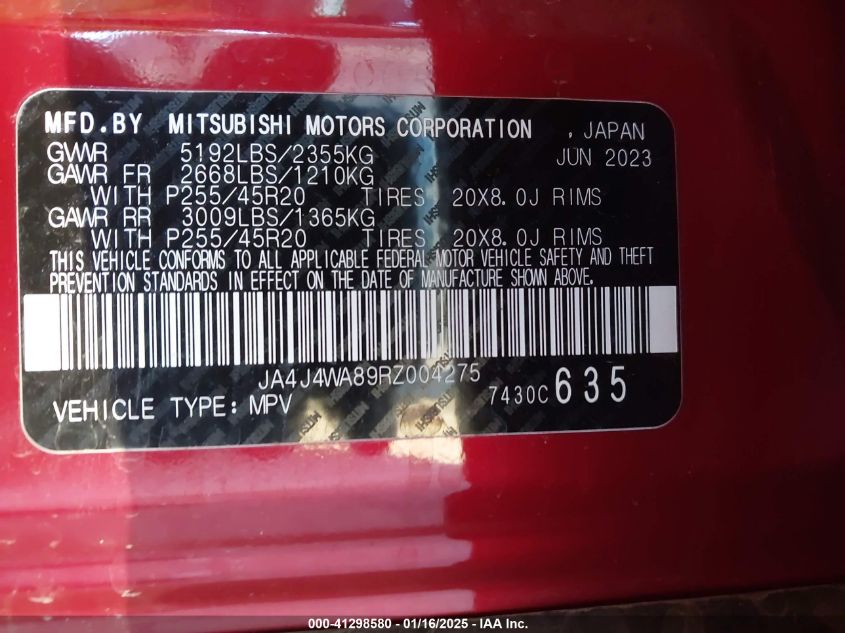 MFD.BY MITSUBISHI MOTORS CORPORATION , JAPAN
GVWR 5192LBS/2355KG JUN 2023
GAWR FR 2668LBS/1210KG
WITH P255/45R20 TIRES 20X8.0J RIMS
GAWR RR 3009LBS/1365KG
WITH P255/45R20 TIRES 20X8.0J RIMS
THIS VEHICLE CONFORMS TO ALL APPLICABLE FEDERAL MOTOR VEHICLE SAFETY AND THEFT
PREVENTION STANDARDS IN EFFECT ON THE DATE OF MANUFACTURE SHOWN ABOVE.
JA4J4WA89RZ004275
VEHICLE TYPE: MPV 7430C 635
000-41298580 - 01/16/2025 - IAA Inc.